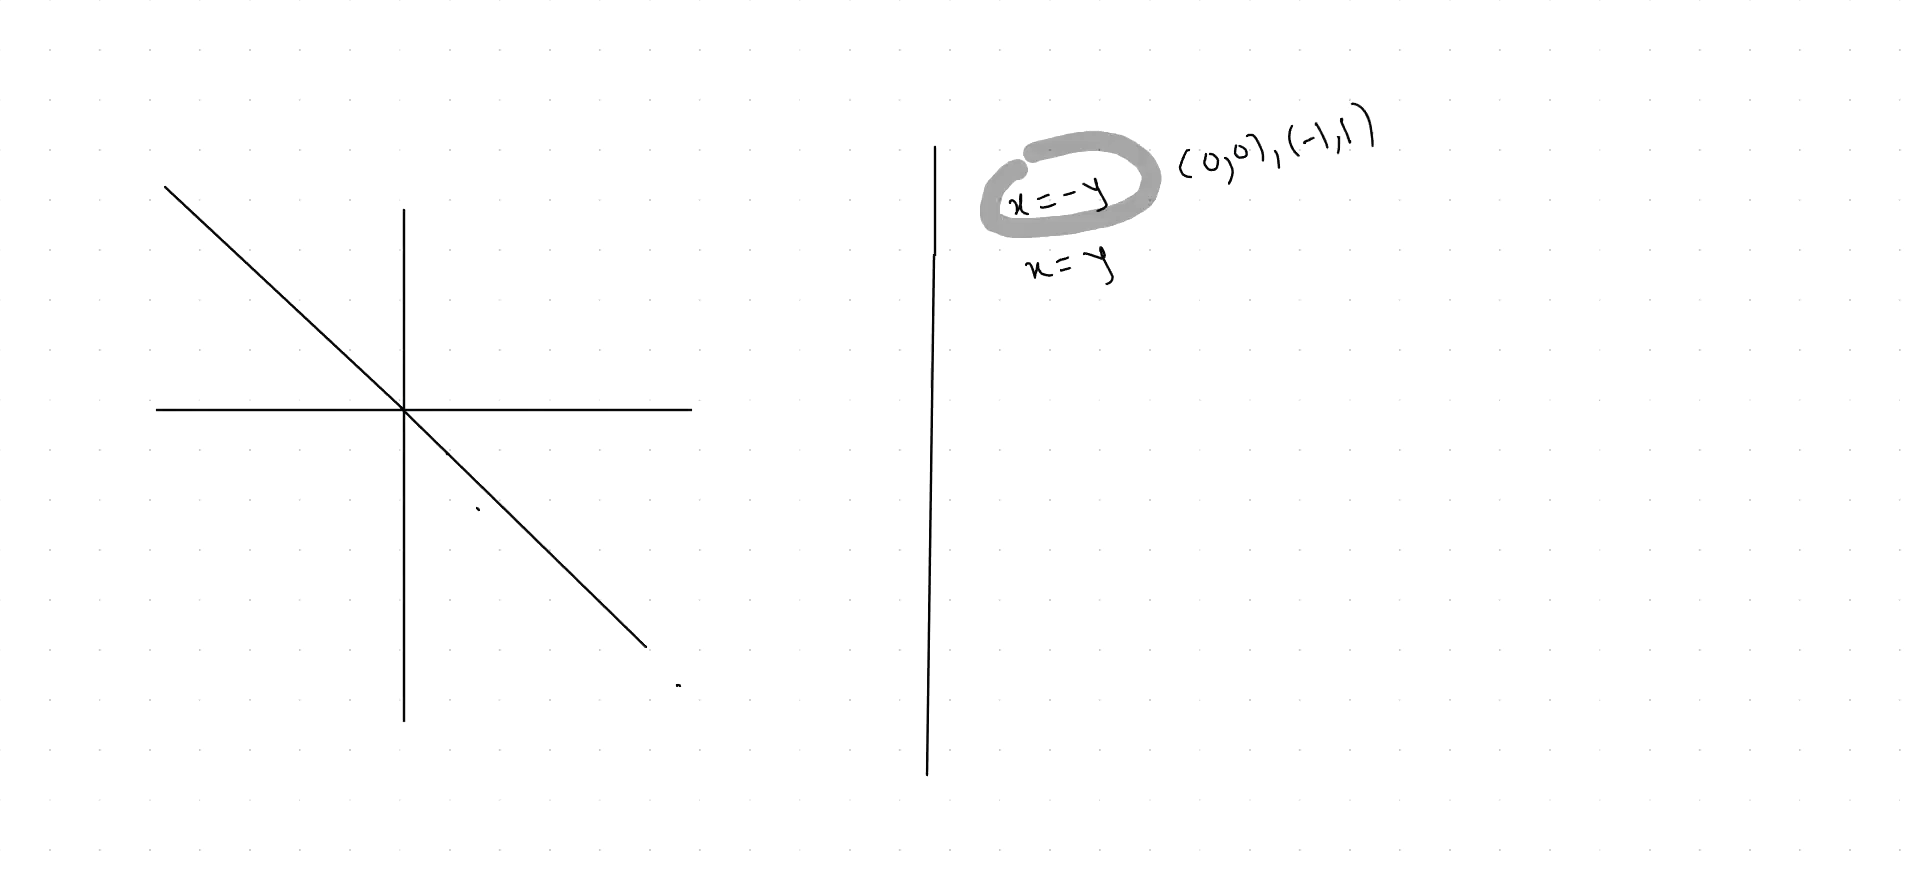 x = -y (0,0), (-1,1)
x = y